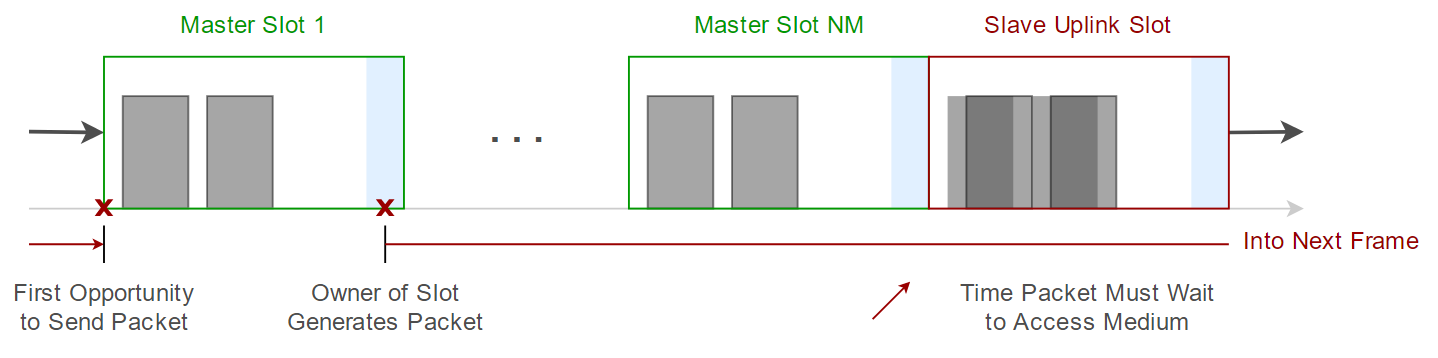 Master Slot 1
Master Slot NM
Slave Uplink Slot
. . .
X
X
Into Next Frame
First Opportunity
to Send Packet
Owner of Slot
Generates Packet
Time Packet Must Wait
to Access Medium